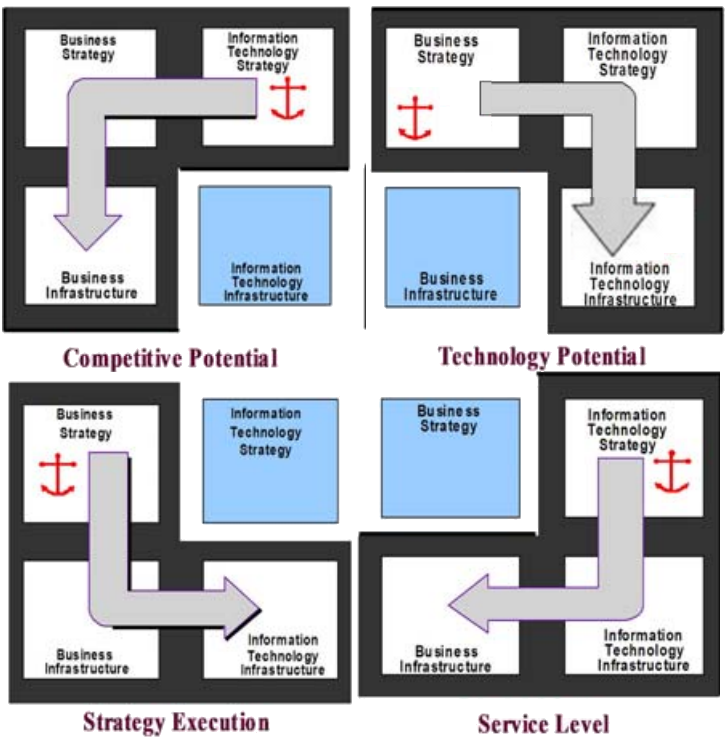 Business
Strategy
Information
Technology
Strategy
Business
Infrastructure
Information
Technology
Infrastructure
Competitive Potential
Business
Strategy
Information
Technology
Strategy
Business
Infrastructure
Information
Technology
Infrastructure
Technology Potential
Business
Strategy
Information
Technology
Strategy
Business
Infrastructure
Information
Technology
Infrastructure
Strategy Execution
Business
Strategy
Information
Technology
Strategy
Business
Infrastructure
Information
Technology
Infrastructure
Service Level